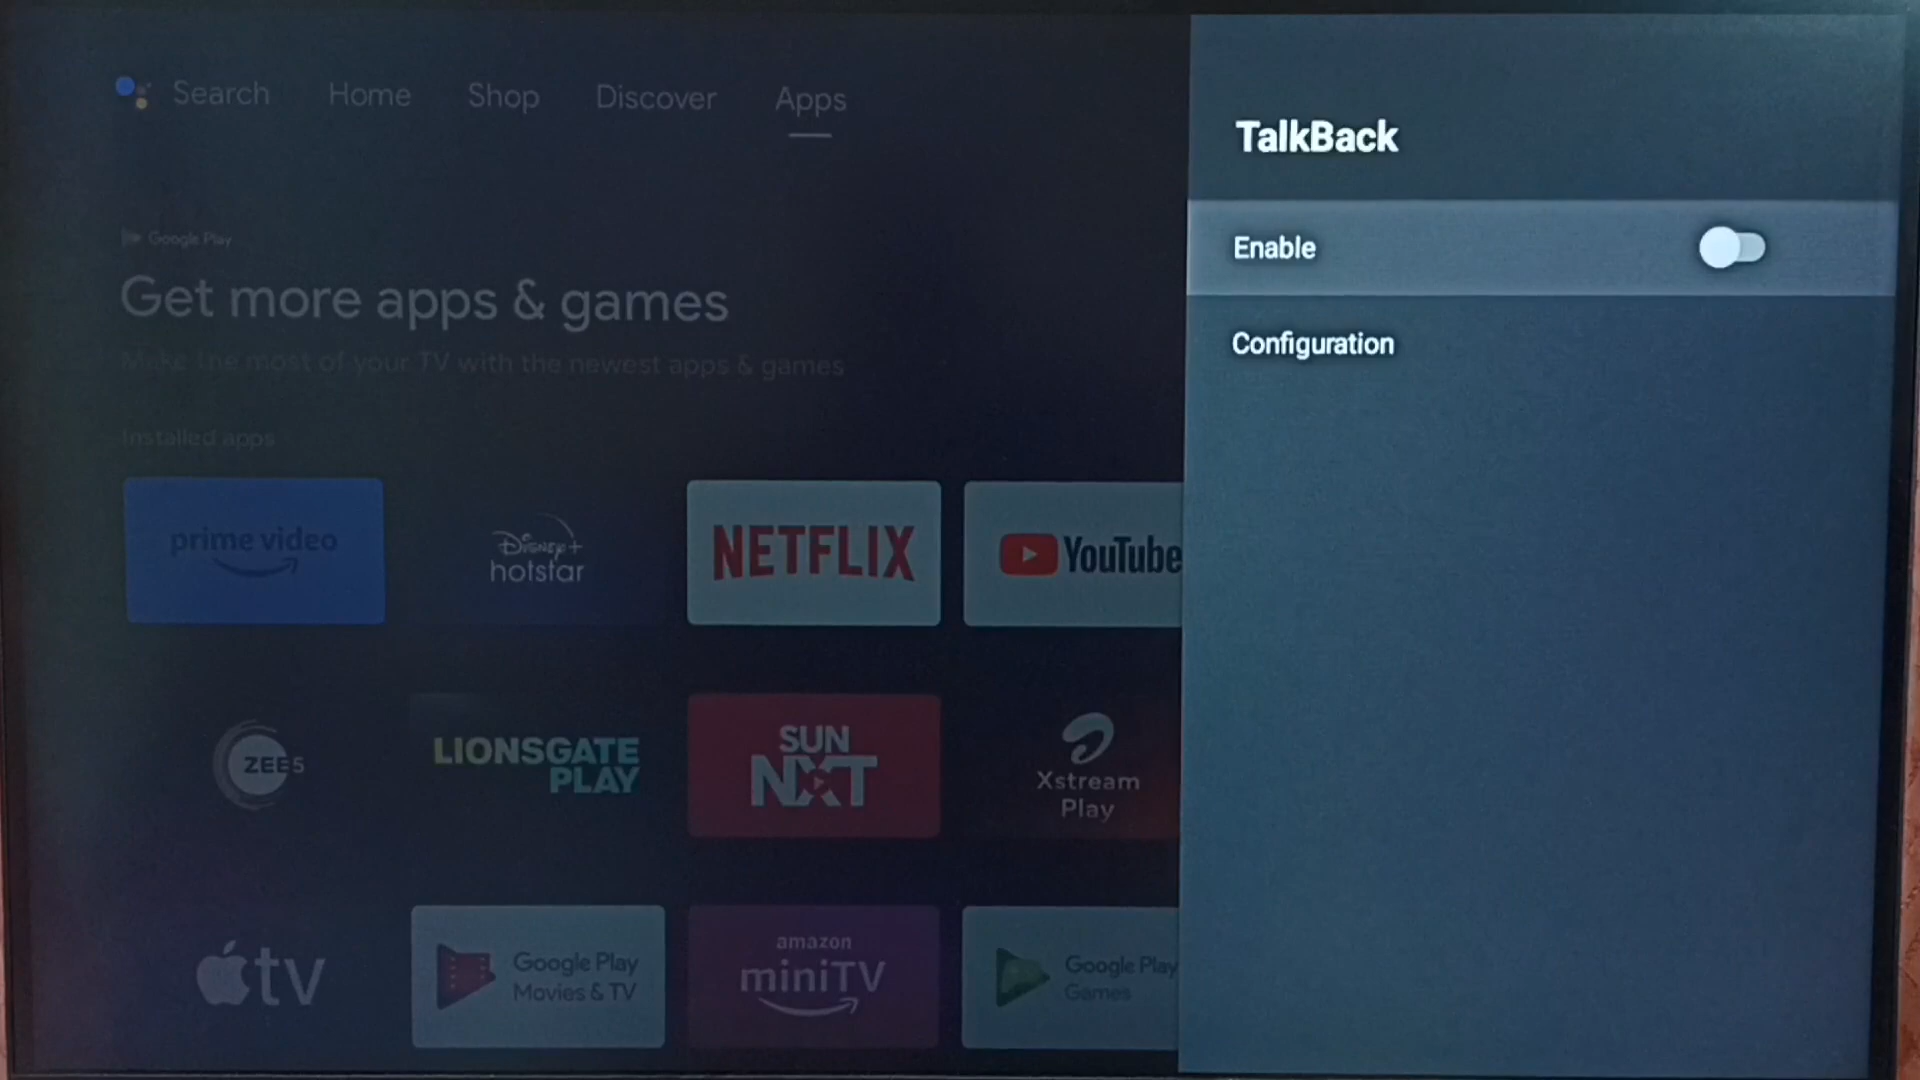 Search Home Shop Discover Apps
Google Play
Get more apps & games
Make the most of your TV with the newest apps & games
Installed apps
prime video
Disney+
hotstar
NETFLIX
YouTube
ZEE5
LIONSGATE
PLAY
SUN
NXT
Xstream
Play
tv
Google Play
Movies & TV
amazon
miniTV
Google Play
Games
TalkBack
Enable
Configuration